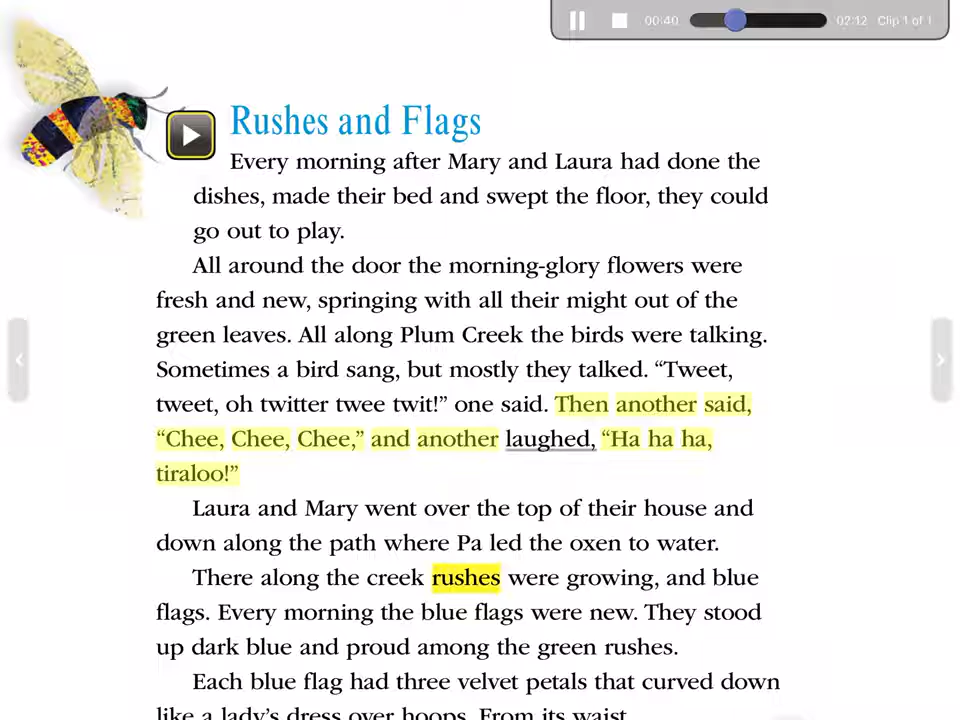 00:40 02:12 Clip 1 of 1
Rushes and Flags
Every morning after Mary and Laura had done the
dishes, made their bed and swept the floor, they could
go out to play.
All around the door the morning-glory flowers were
fresh and new, springing with all their might out of the
green leaves. All along Plum Creek the birds were talking.
Sometimes a bird sang, but mostly they talked. “Tweet,
tweet, oh twitter twee twit!” one said. Then another said,
“Chee, Chee, Chee,” and another laughed, “Ha ha ha,
tiraloo!”
Laura and Mary went over the top of their house and
down along the path where Pa led the oxen to water.
There along the creek rushes were growing, and blue
flags. Every morning the blue flags were new. They stood
up dark blue and proud among the green rushes.
Each blue flag had three velvet petals that curved down
like a lady’s dress over hoops. From its waist